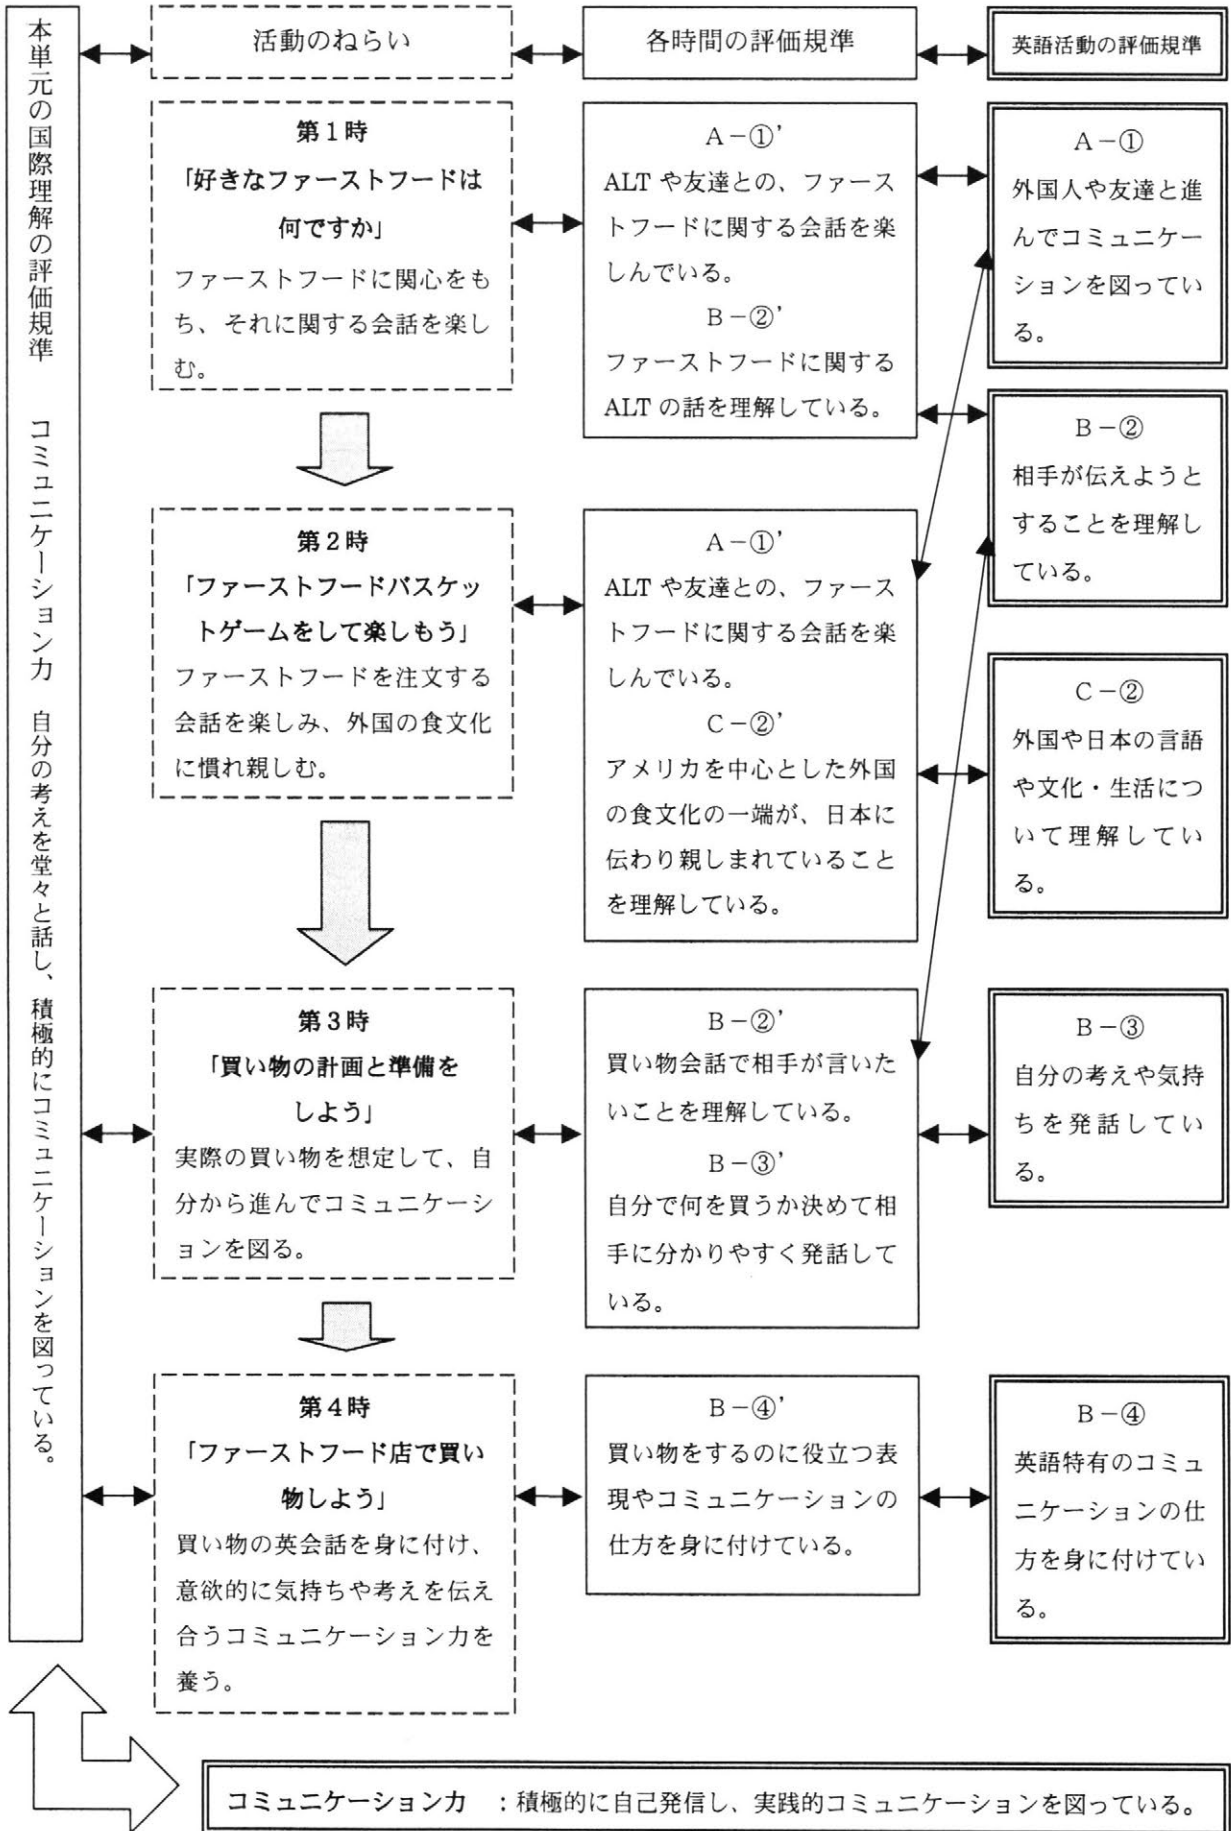 本単元の国際理解の評価規準　コミュニケーション力　自分の考えを堂々と話し、積極的にコミュニケーションを図っている。
活動のねらい
各時間の評価規準
英語活動の評価規準
第1時
「好きなファーストフードは
何ですか」
ファーストフードに関心をも
ち、それに関する会話を楽し
む。
A－①’
ALT や友達との、ファース
トフードに関する会話を楽
しんでいる。
B－②’
ファーストフードに関する
ALT の話を理解している。
A－①
外国人や友達と進
んでコミュニケー
ションを図ってい
る。
B－②
相手が伝えようと
することを理解し
ている。
第2時
「ファーストフードバスケッ
トゲームをして楽しもう」
ファーストフードを注文する
会話を楽しみ、外国の食文化
に慣れ親しむ。
A－①’
ALT や友達との、ファース
トフードに関する会話を楽
しんでいる。
C－②’
アメリカを中心とした外国
の食文化の一端が、日本に
伝わり親しまれていること
を理解している。
C－②
外国や日本の言語
や文化・生活につ
いて理解してい
る。
第3時
「買い物の計画と準備を
しよう」
実際の買い物を想定して、自
分から進んでコミュニケーシ
ョンを図る。
B－②’
買い物会話で相手が言いた
いことを理解している。
B－③’
自分で何を買うか決めて相
手に分かりやすく発話して
いる。
B－③
自分の考えや気持
ちを発話してい
る。
第4時
「ファーストフード店で買い
物しよう」
買い物の英会話を身に付け、
意欲的に気持ちや考えを伝え
合うコミュニケーション力を
養う。
B－④’
買い物をするのに役立つ表
現やコミュニケーションの
仕方を身に付けている。
B－④
英語特有のコミュ
ニケーションの仕
方を身に付けてい
る。
コミュニケーション力　：積極的に自己発信し、実践的コミュニケーションを図っている。